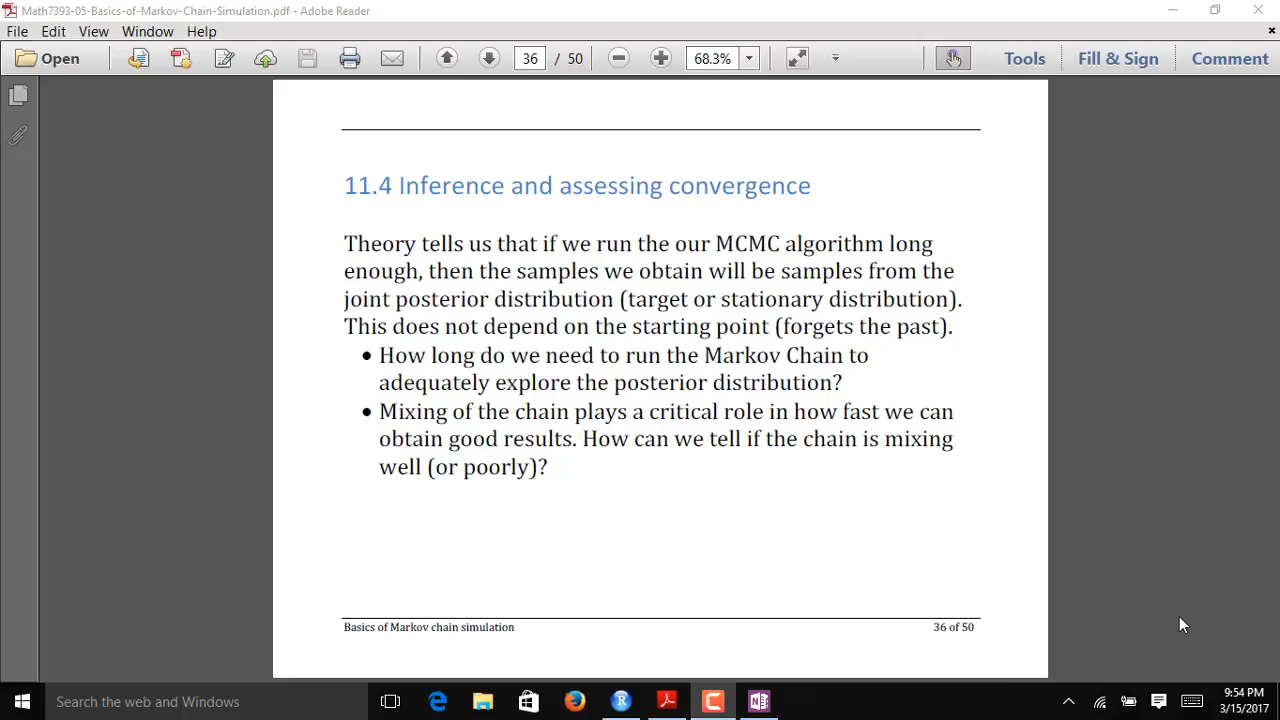 Math7393-05-Basics-of-Markov-Chain-Simulation.pdf - Adobe Reader
File Edit View Window Help
Open 36 / 50 68.3% Tools Fill & Sign Comment
11.4 Inference and assessing convergence
Theory tells us that if we run the our MCMC algorithm long
enough, then the samples we obtain will be samples from the
joint posterior distribution (target or stationary distribution).
This does not depend on the starting point (forgets the past).
• How long do we need to run the Markov Chain to
adequately explore the posterior distribution?
• Mixing of the chain plays a critical role in how fast we can
obtain good results. How can we tell if the chain is mixing
well (or poorly)?
Basics of Markov chain simulation 36 of 50
Search the web and Windows
9:54 PM
3/15/2017